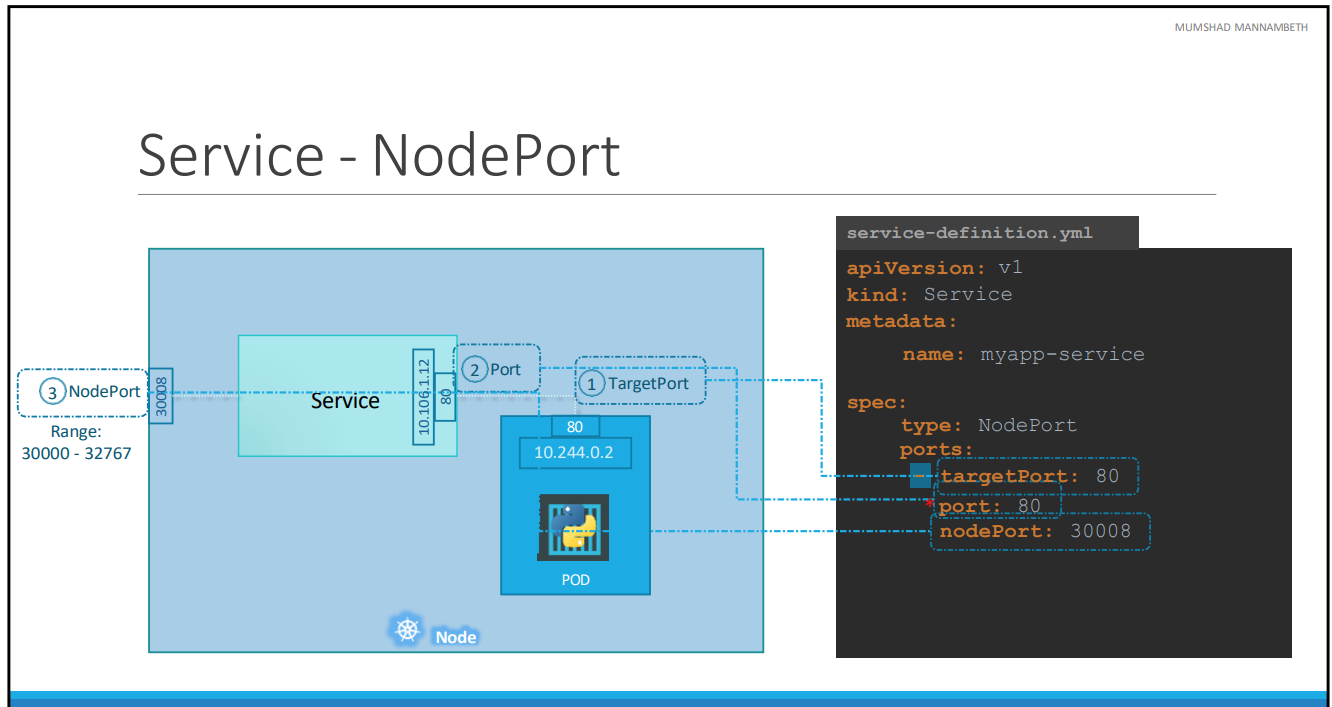 MUMSHAD MANNAMBETH
Service - NodePort
3 NodePort
Range:
30000 - 32767
30008
Service
10.106.1.12
80
2 Port
1 TargetPort
80
10.244.0.2
POD
Node
service-definition.yml
apiVersion: v1
kind: Service
metadata:
name: myapp-service
spec:
type: NodePort
ports:
- targetPort: 80
* port: 80
nodePort: 30008